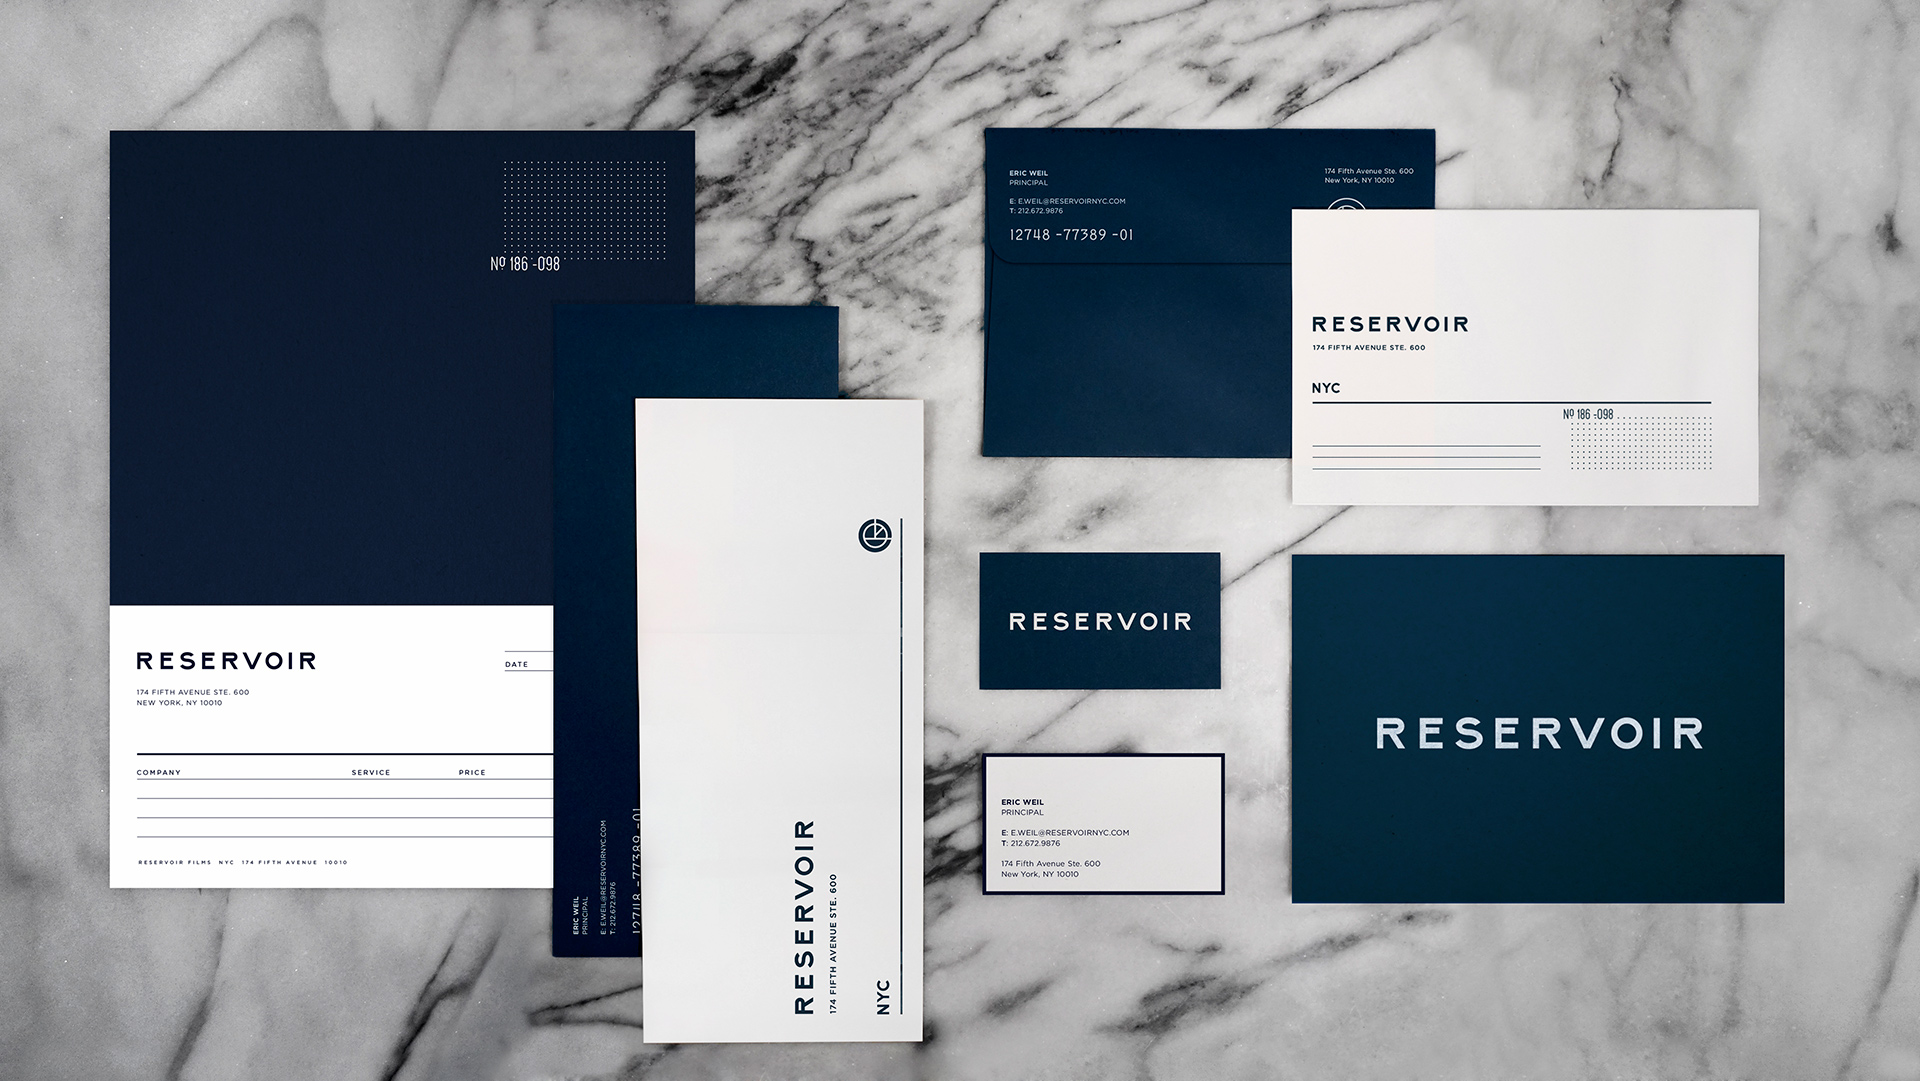 Nº 186 -098
RESERVOIR
174 FIFTH AVENUE STE. 600
NEW YORK, NY 10010
DATE
COMPANY SERVICE PRICE
RESERVOIR FILMS NYC 174 FIFTH AVENUE 10010
ERIC WEIL
PRINCIPAL
E: E.WEIL@RESERVOIRNYC.COM
T: 212.672.9876
12748 -77389 -01
RESERVOIR
174 FIFTH AVENUE STE. 600
NYC
ERIC WEIL
PRINCIPAL
E: E.WEIL@RESERVOIRNYC.COM
T: 212.672.9876
12748 -77389 -01
174 Fifth Avenue Ste. 600
New York, NY 10010
RESERVOIR
174 FIFTH AVENUE STE. 600
NYC
Nº 186 -098
RESERVOIR
ERIC WEIL
PRINCIPAL
E: E.WEIL@RESERVOIRNYC.COM
T: 212.672.9876
174 Fifth Avenue Ste. 600
New York, NY 10010
RESERVOIR